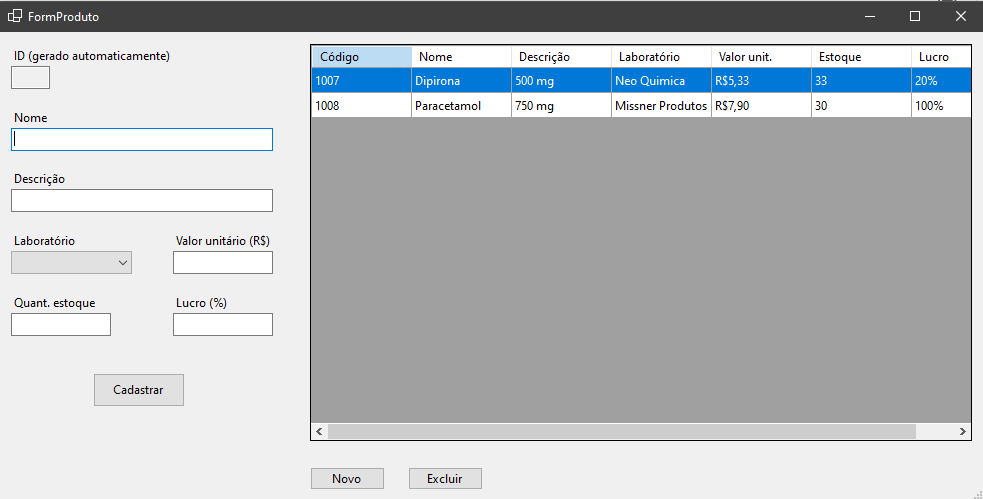 FormProduto
ID (gerado automaticamente)
Nome
Descrição
Laboratório
Valor unitário (R$)
Quant. estoque
Lucro (%)
Cadastrar
Código Nome Descrição Laboratório Valor unit. Estoque Lucro
1007 Dipirona 500 mg Neo Quimica R$5,33 33 20%
1008 Paracetamol 750 mg Missner Produtos R$7,90 30 100%
Novo Excluir